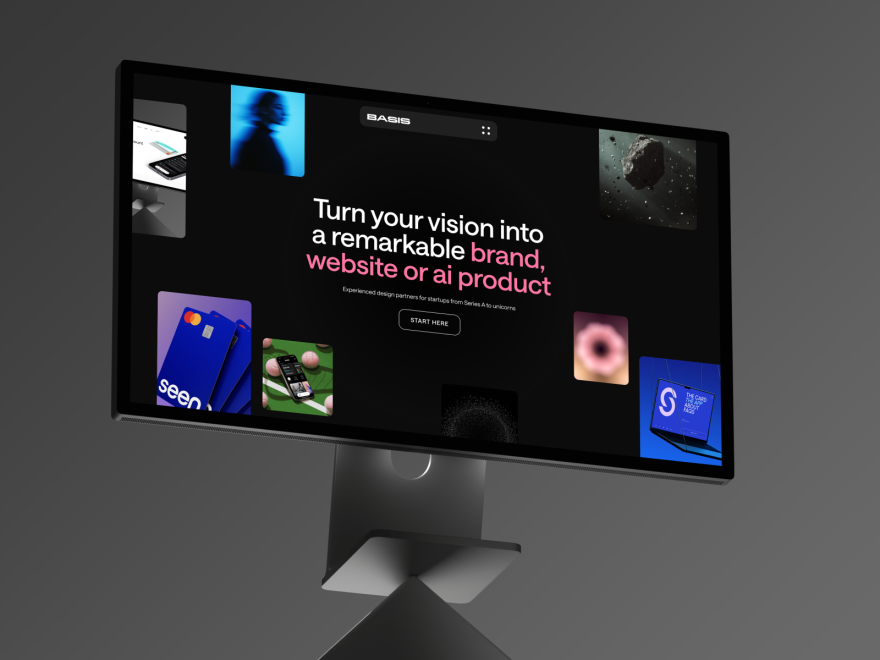 BASIS
Turn your vision into
a remarkable brand,
website or ai product
Experienced design partners for startups from Series A to unicorns
START HERE
seen
THE CARD
THE APP
ABOUT